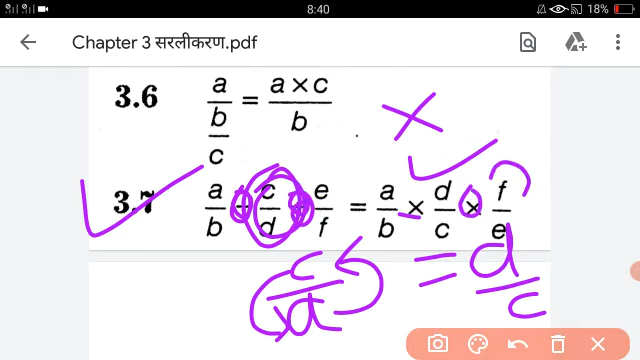 8:40
18%
Chapter 3 सरलीकरण.pdf
3.6 a/(b/c) = (a × c)/b ×
3.7 a/b ÷ c/d ÷ e/f = a/b × d/c × f/e
c/d = d/c